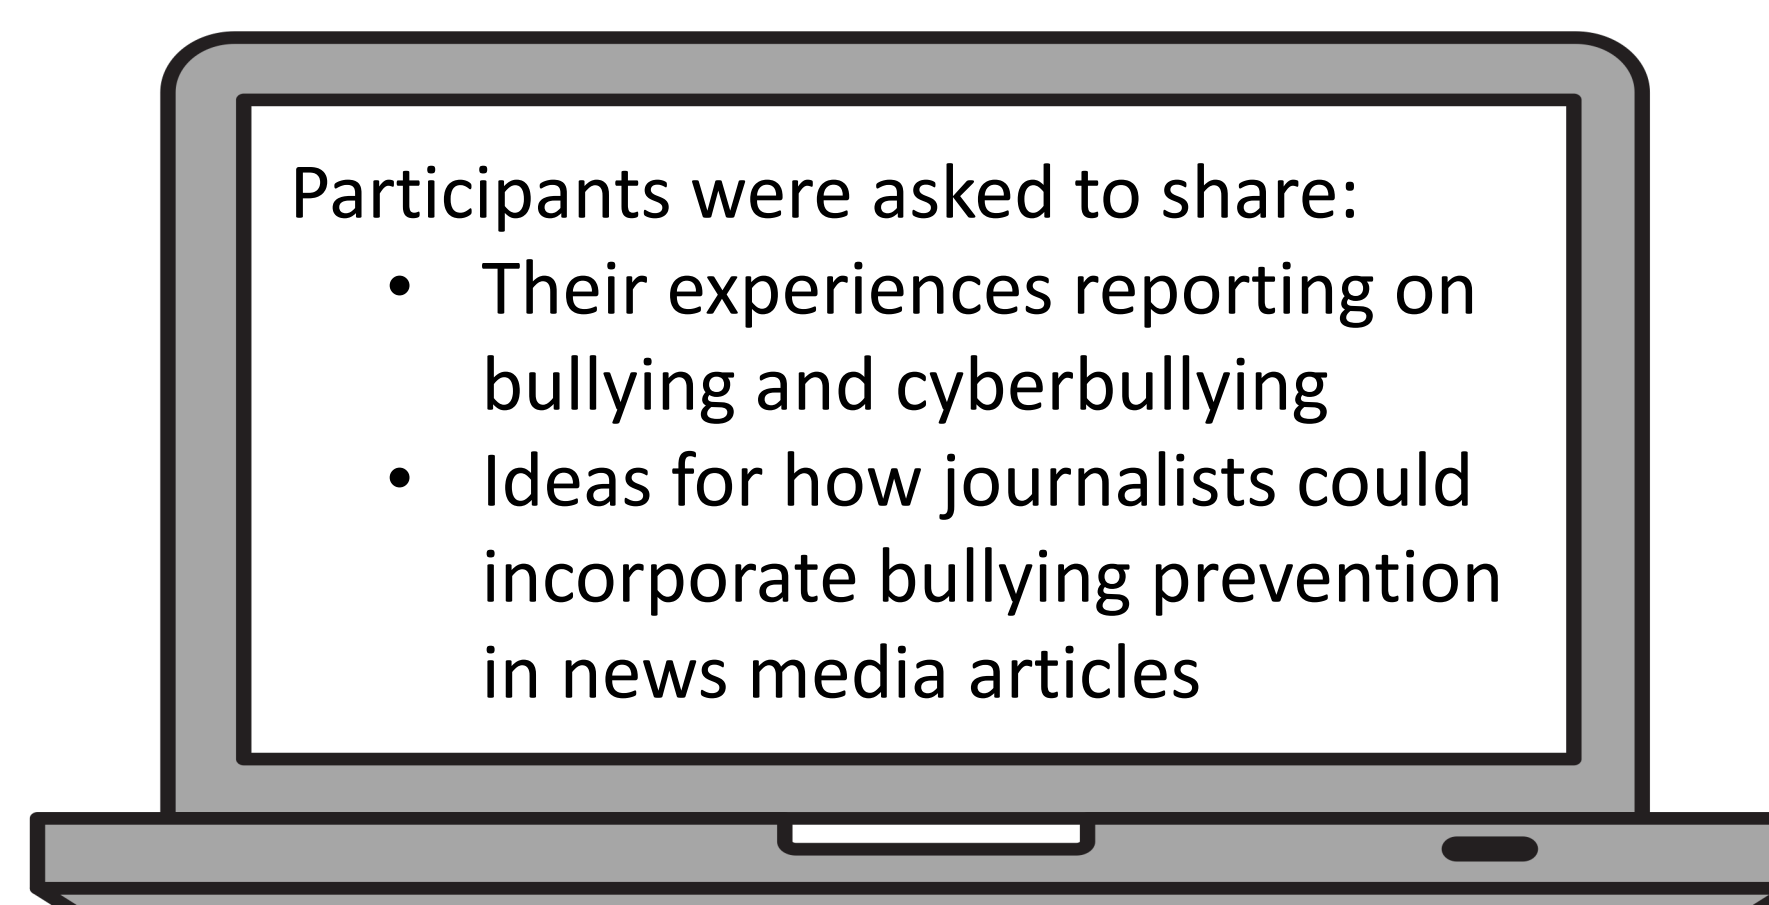 Participants were asked to share:
• Their experiences reporting on
bullying and cyberbullying
• Ideas for how journalists could
incorporate bullying prevention
in news media articles